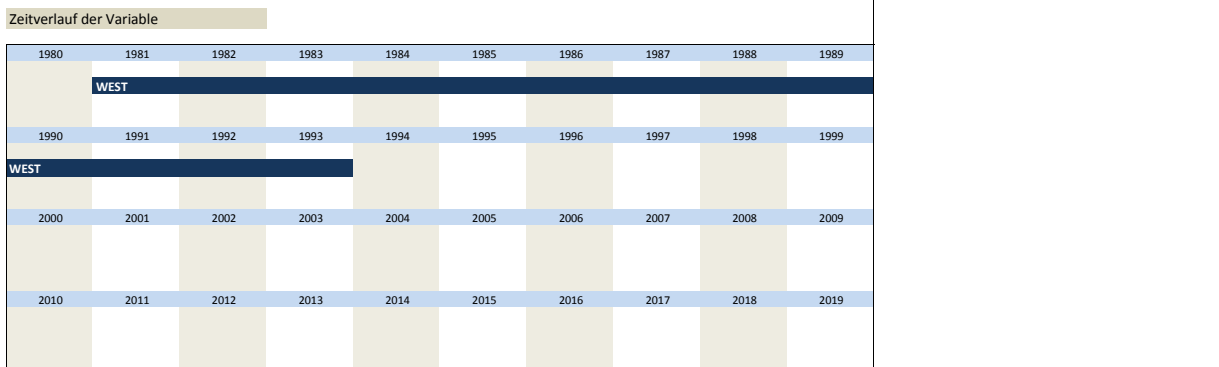 Zeitverlauf der Variable
1980 1981 1982 1983 1984 1985 1986 1987 1988 1989
WEST
1990 1991 1992 1993 1994 1995 1996 1997 1998 1999
WEST
2000 2001 2002 2003 2004 2005 2006 2007 2008 2009
2010 2011 2012 2013 2014 2015 2016 2017 2018 2019